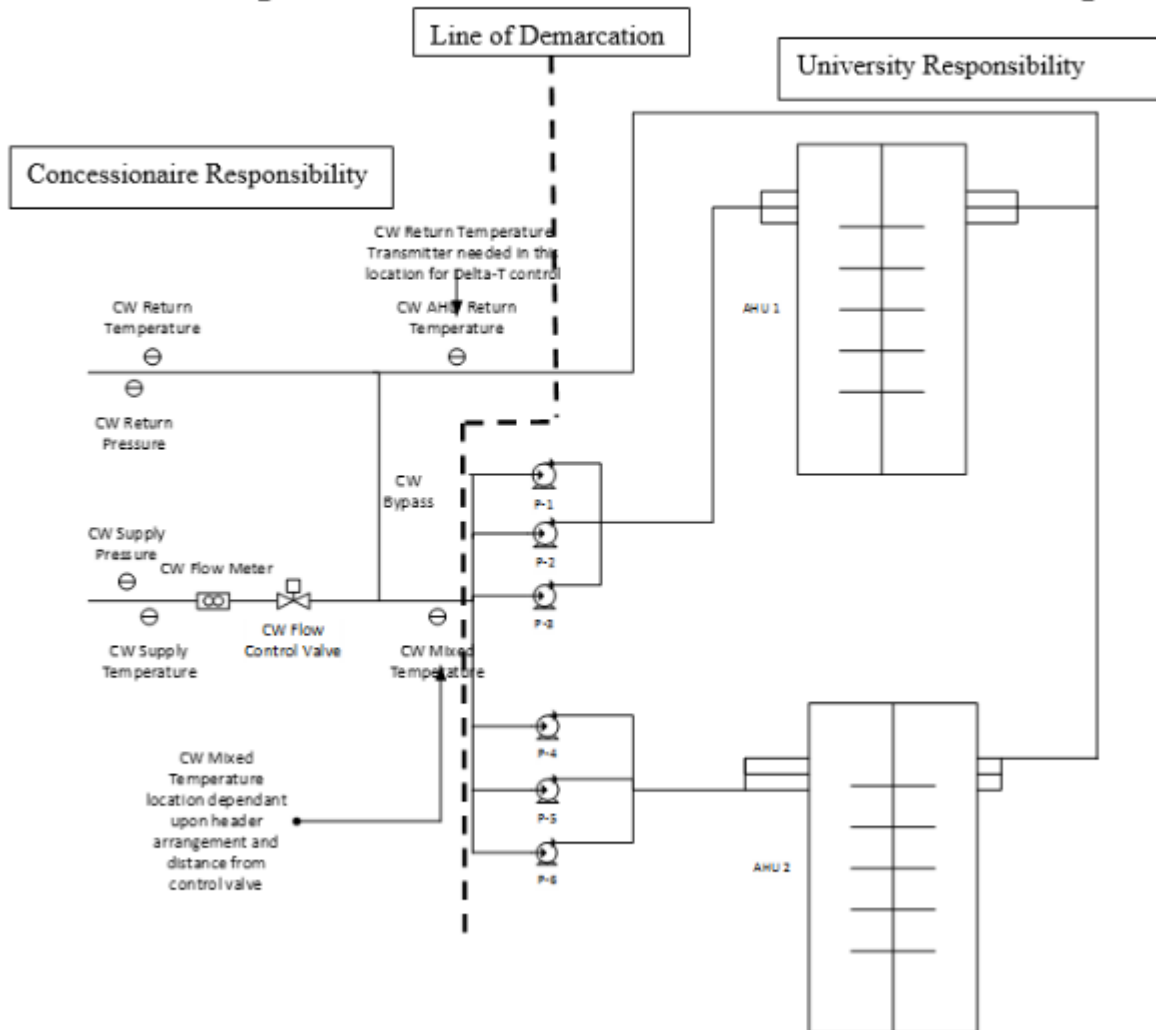 Line of Demarcation
University Responsibility
Concessionaire Responsibility
CW Return Temperature
Transmitter needed in this
location for Delta-T control
CW Return
Temperature
CW AHU Return
Temperature
AHU 1
CW Return
Pressure
CW
Bypass
P-1
CW Supply
Pressure
CW Flow Meter
P-2
P-3
CW Flow
Control Valve
CW Supply
Temperature
CW Mixed
Temperature
P-4
CW Mixed
Temperature
location dependant
upon header
arrangement and
distance from
control valve
P-5
P-6
AHU 2